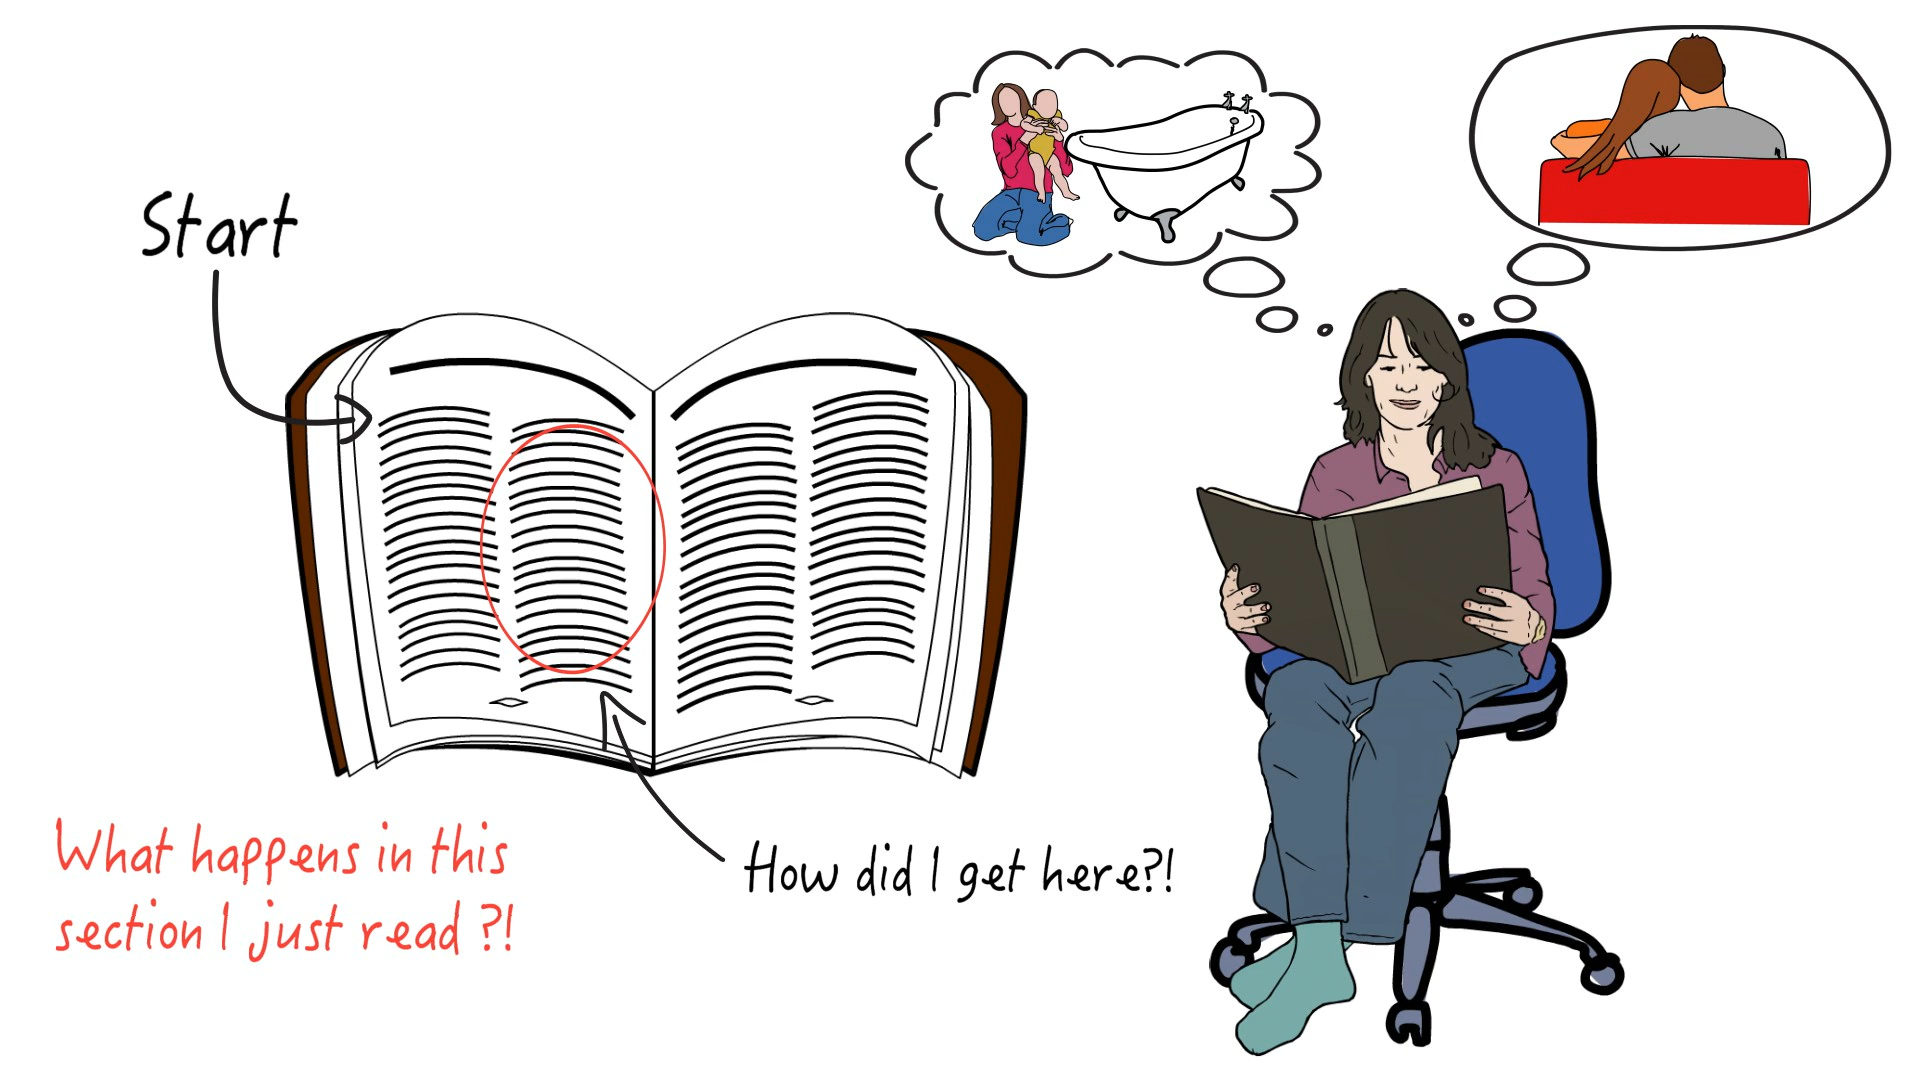 Start
What happens in this
section I just read ?!
How did I get here?!